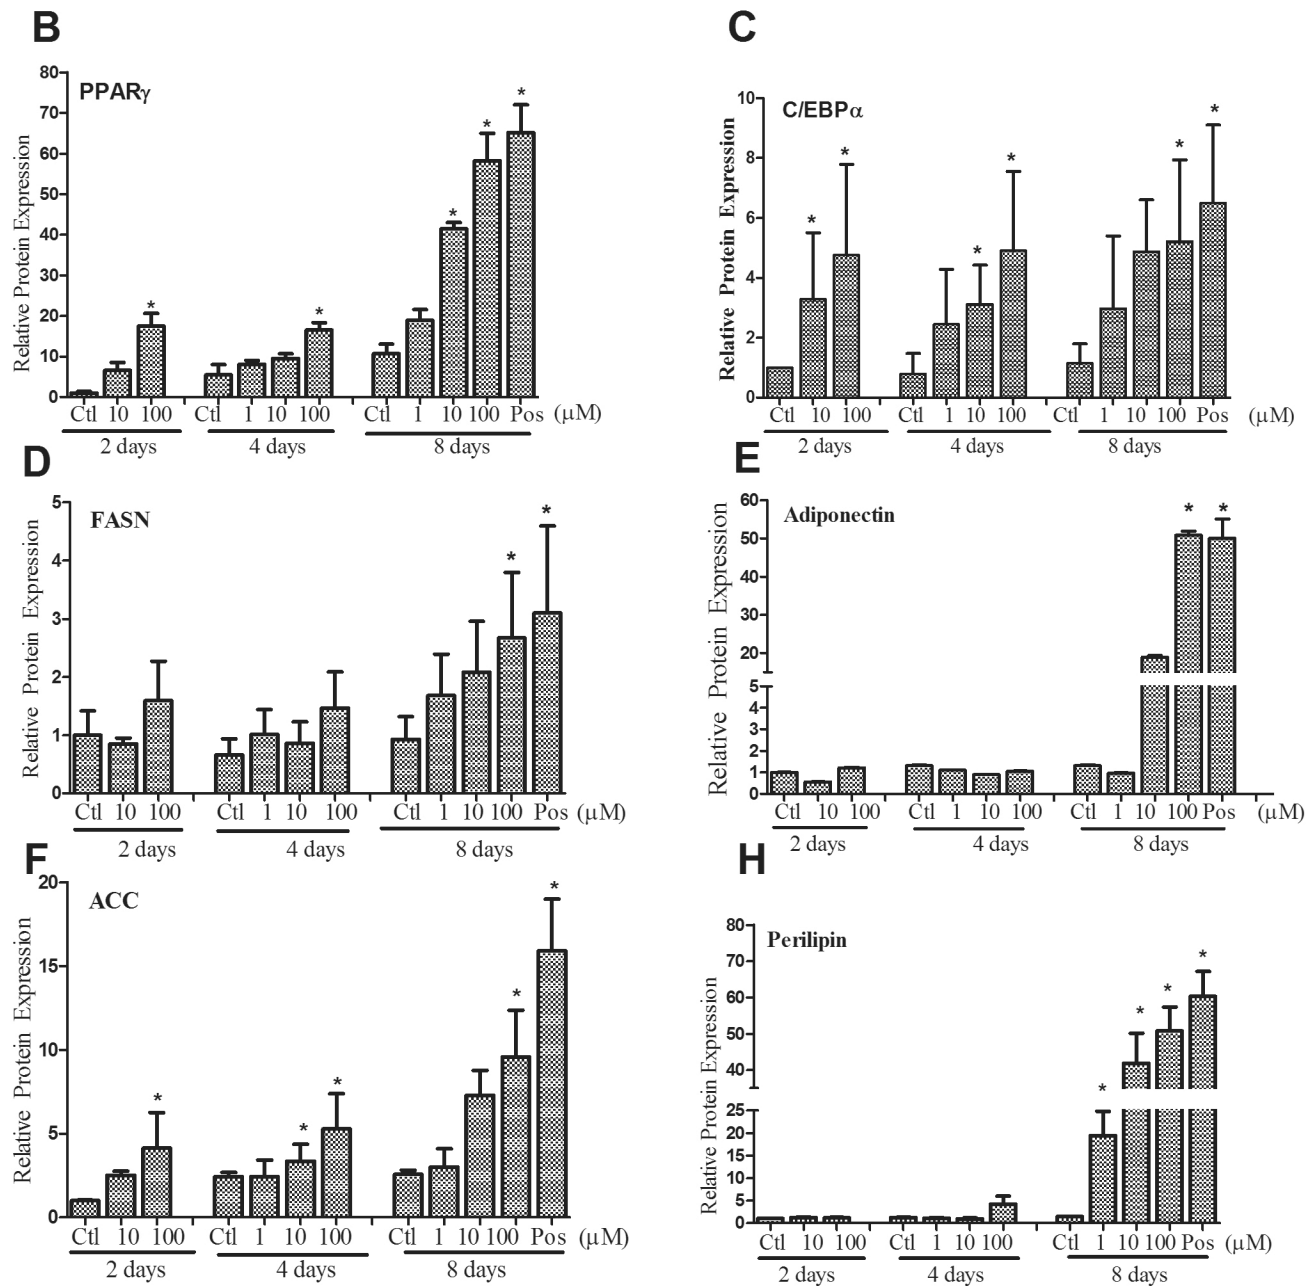 B
PPARγ
Relative Protein Expression
80
70
60
50
40
30
20
10
0
* * * * *
Ctl 10 100 Ctl 1 10 100 Ctl 1 10 100 Pos (μM)
2 days 4 days 8 days
C
C/EBPα
Relative Protein Expression
10
8
6
4
2
0
* * * * * *
Ctl 10 100 Ctl 1 10 100 Ctl 1 10 100 Pos (μM)
2 days 4 days 8 days
D
FASN
Relative Protein Expression
5
4
3
2
1
0
* *
Ctl 10 100 Ctl 1 10 100 Ctl 1 10 100 Pos (μM)
2 days 4 days 8 days
E
Adiponectin
Relative Protein Expression
60
50
40
30
20
5
4
3
2
1
0
* *
Ctl 10 100 Ctl 1 10 100 Ctl 1 10 100 Pos (μM)
2 days 4 days 8 days
F
ACC
Relative Protein Expression
20
15
10
5
0
* * * * *
Ctl 10 100 Ctl 1 10 100 Ctl 1 10 100 Pos (μM)
2 days 4 days 8 days
H
Perilipin
Relative Protein Expression
80
70
60
50
40
25
20
15
10
5
0
* * * *
Ctl 10 100 Ctl 1 10 100 Ctl 1 10 100 Pos (μM)
2 days 4 days 8 days